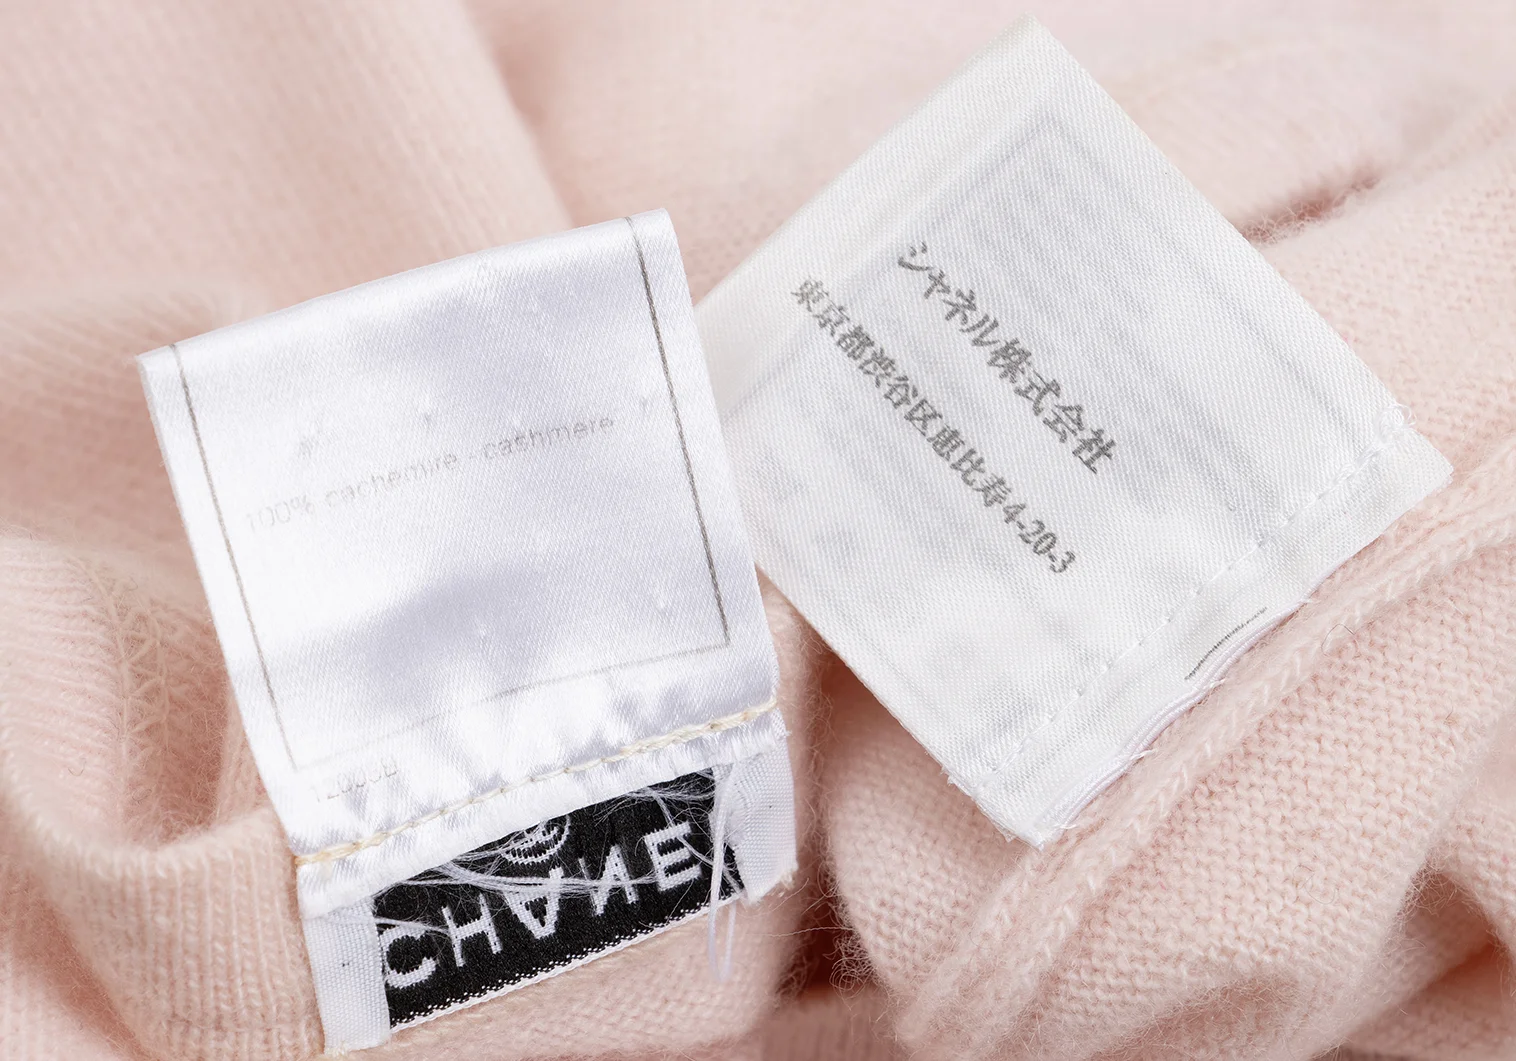 100% cachemire - cashmere
CHANEL
シャネル株式会社
東京都渋谷区恵比寿4-20-3